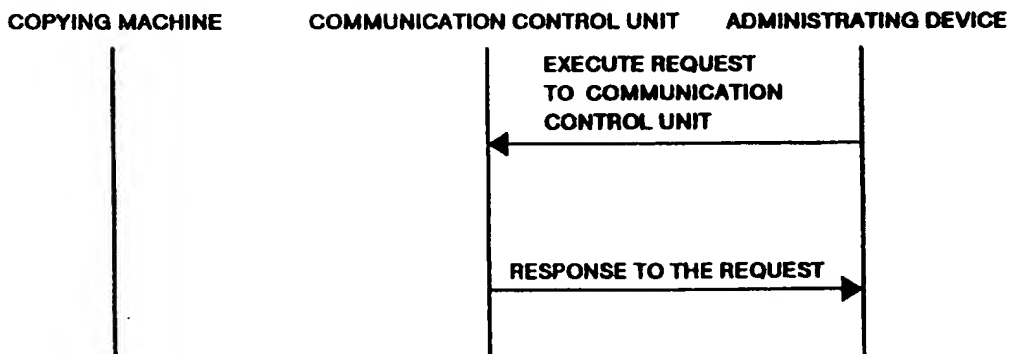 COPYING MACHINE
COMMUNICATION CONTROL UNIT
ADMINISTRATING DEVICE
EXECUTE REQUEST
TO COMMUNICATION
CONTROL UNIT
RESPONSE TO THE REQUEST